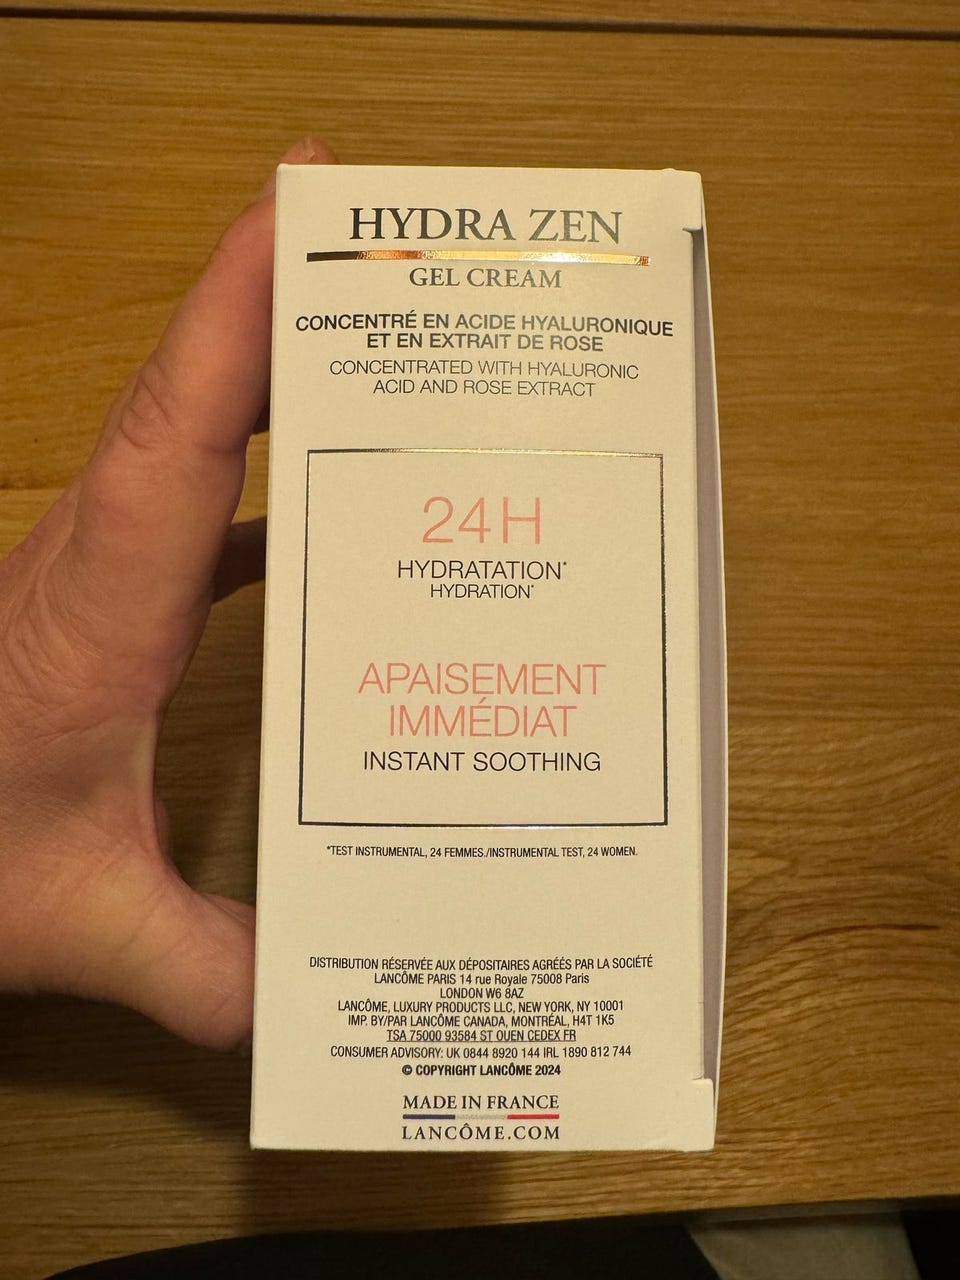 HYDRA ZEN
GEL CREAM
CONCENTRÉ EN ACIDE HYALURONIQUE
ET EN EXTRAIT DE ROSE
CONCENTRATED WITH HYALURONIC
ACID AND ROSE EXTRACT
24H
HYDRATATION*
HYDRATION*
APAISEMENT
IMMÉDIAT
INSTANT SOOTHING
*TEST INSTRUMENTAL, 24 FEMMES./INSTRUMENTAL TEST, 24 WOMEN.
DISTRIBUTION RÉSERVÉE AUX DÉPOSITAIRES AGRÉÉS PAR LA SOCIÉTÉ
LANCÔME PARIS 14 rue Royale 75008 Paris
LONDON W6 8AZ
LANCÔME, LUXURY PRODUCTS LLC, NEW YORK, NY 10001
IMP. BY/PAR LANCÔME CANADA, MONTRÉAL, H4T 1K5
TSA 75000 93584 ST OUEN CEDEX FR
CONSUMER ADVISORY: UK 0844 8920 144 IRL 1890 812 744
© COPYRIGHT LANCÔME 2024
MADE IN FRANCE
LANCÔME.COM